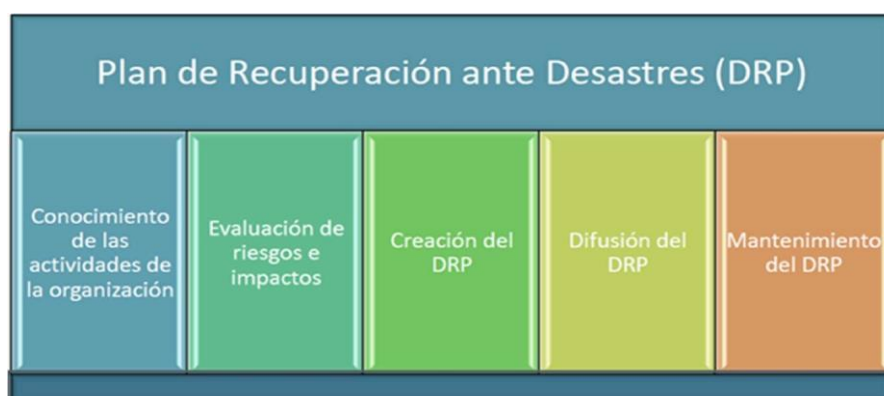 Plan de Recuperación ante Desastres (DRP)
Conocimiento
de las
actividades de
la organización
Evaluación de
riesgos e
impactos
Creación del
DRP
Difusión del
DRP
Mantenimiento
del DRP